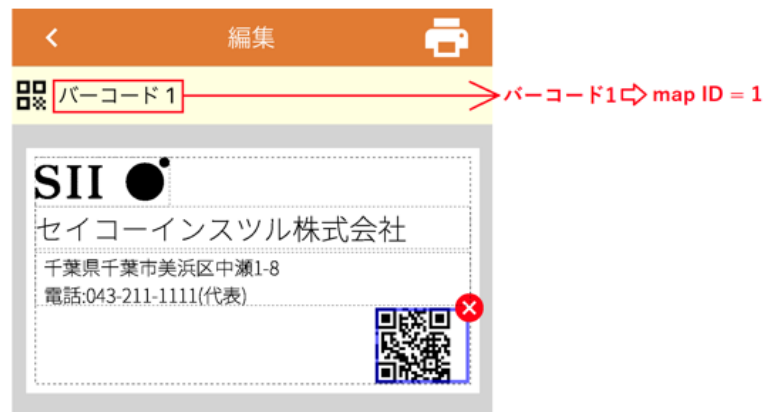 編集
バーコード 1
バーコード1⇨ map ID = 1
SII
セイコーインスツル株式会社
千葉県千葉市美浜区中瀬1-8
電話:043-211-1111(代表)